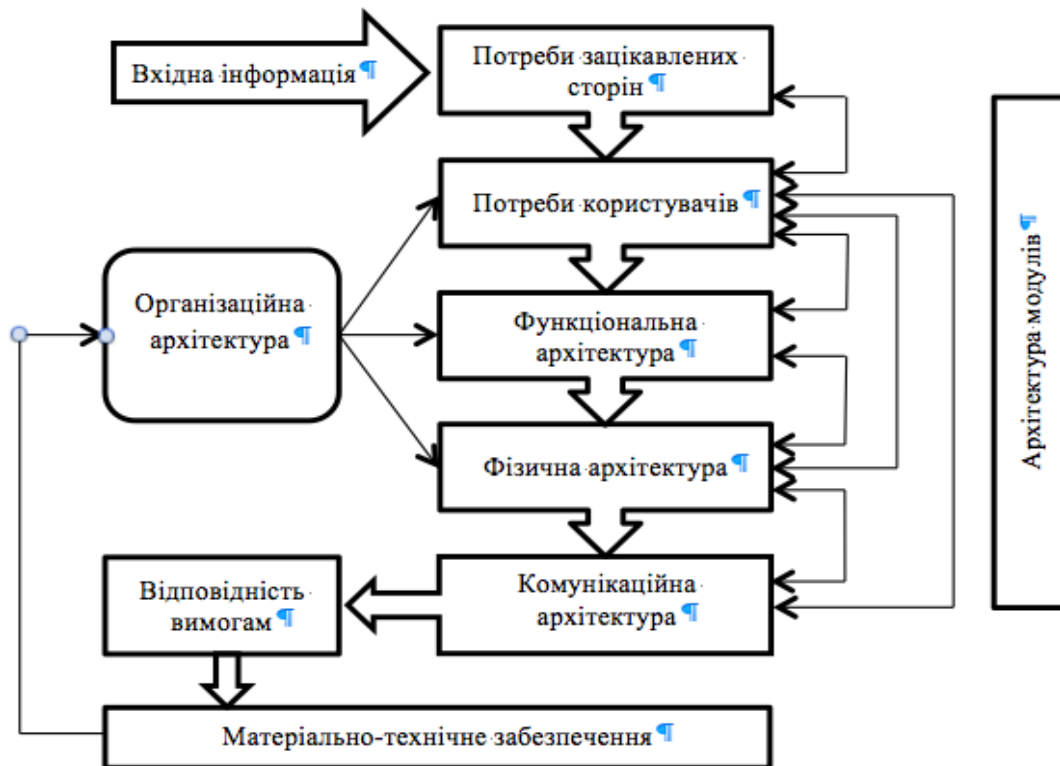 Вхідна інформація¶
Потреби зацікавлених
сторін¶
Потреби користувачів¶
Організаційна
архітектура¶
Функціональна
архітектура¶
Фізична архітектура¶
Архітектура модулів¶
Відповідність
вимогам¶
Комунікаційна
архітектура¶
Матеріально-технічне забезпечення¶